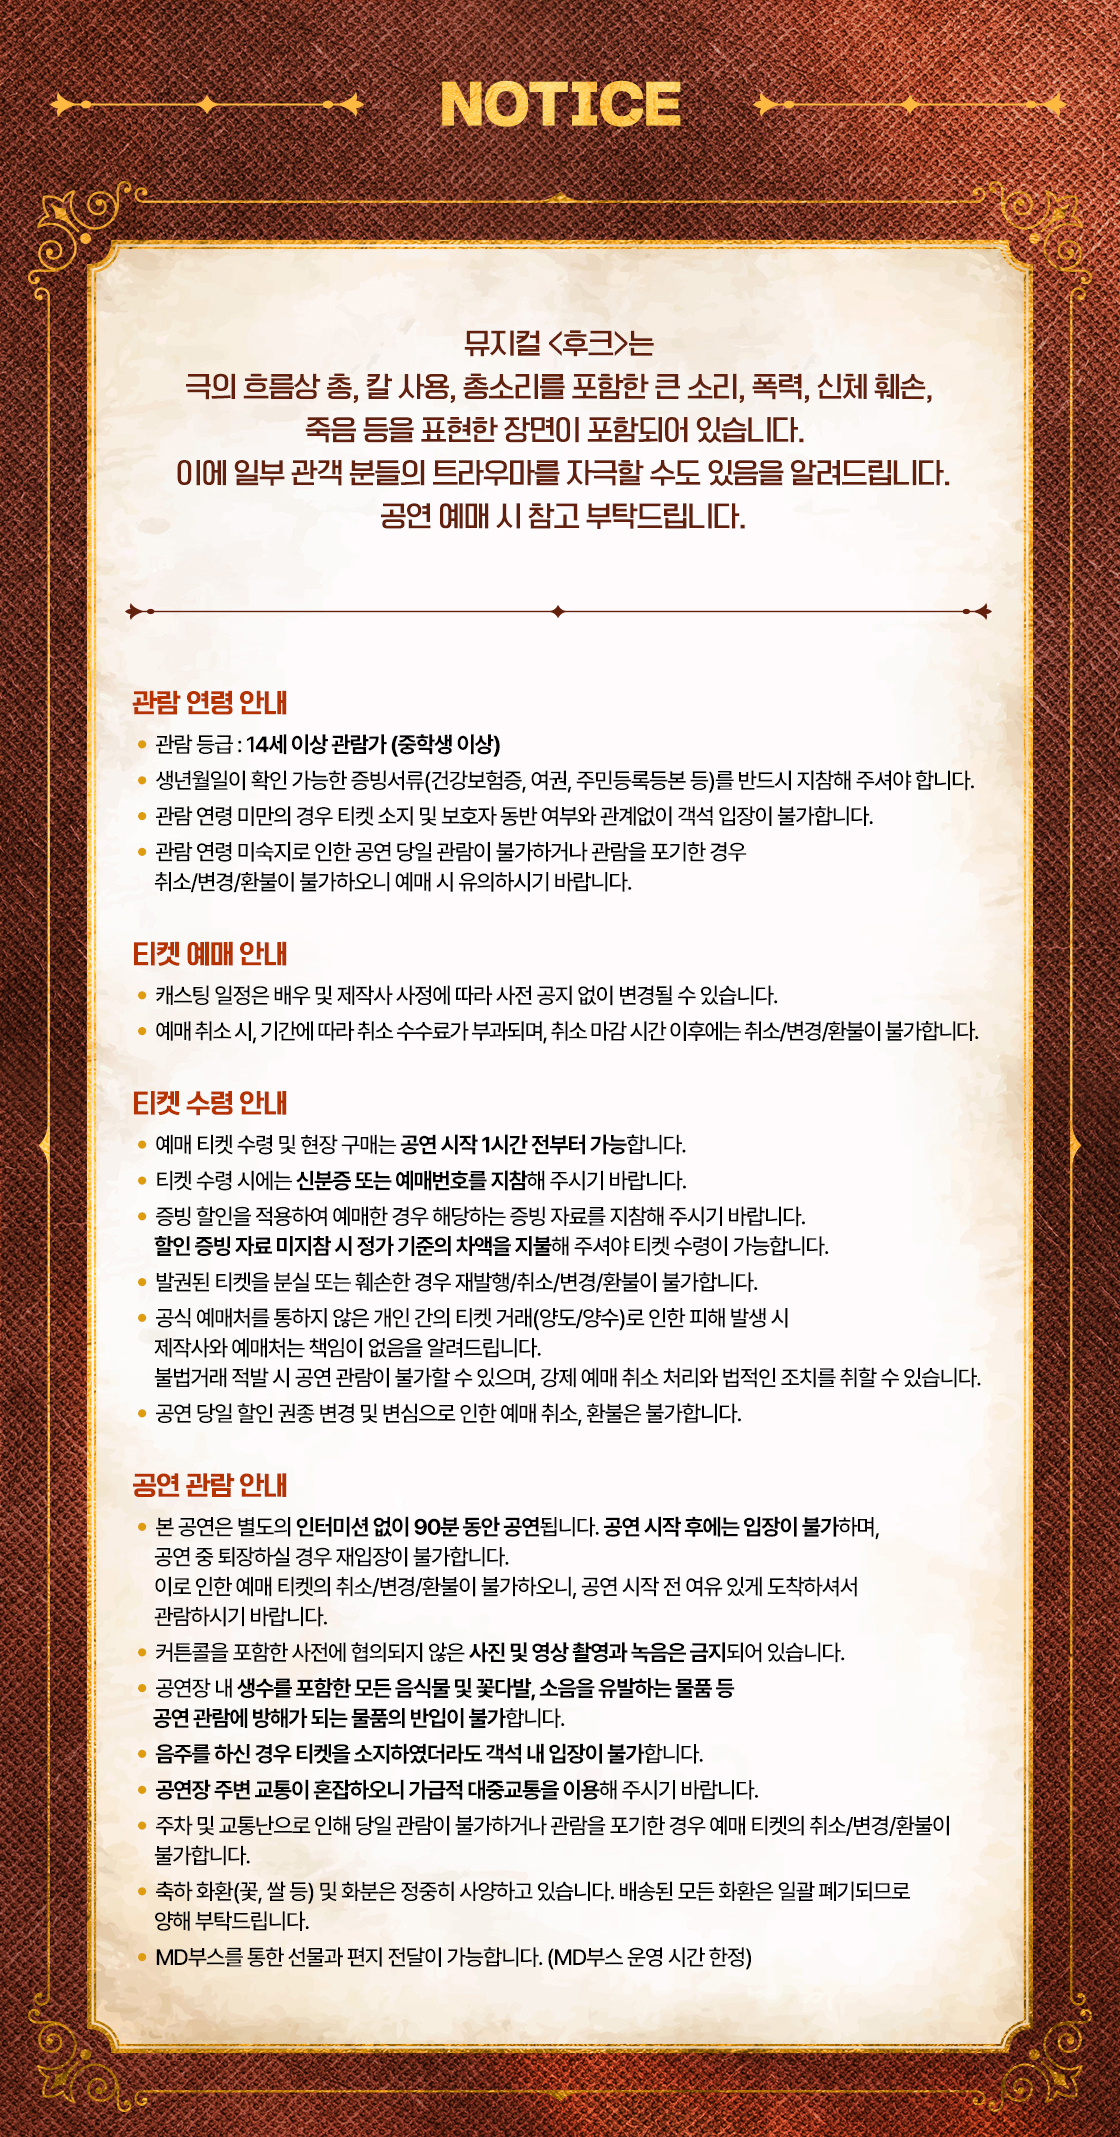 NOTICE
뮤지컬 <후크>는
극의 흐름상 총, 칼 사용, 총소리를 포함한 큰 소리, 폭력, 신체 훼손,
죽음 등을 표현한 장면이 포함되어 있습니다.
이에 일부 관객 분들의 트라우마를 자극할 수도 있음을 알려드립니다.
공연 예매 시 참고 부탁드립니다.
관람 연령 안내
• 관람 등급 : 14세 이상 관람가 (중학생 이상)
• 생년월일이 확인 가능한 증빙서류(건강보험증, 여권, 주민등록등본 등)를 반드시 지참해 주셔야 합니다.
• 관람 연령 미만의 경우 티켓 소지 및 보호자 동반 여부와 관계없이 객석 입장이 불가합니다.
• 관람 연령 미숙지로 인한 공연 당일 관람이 불가하거나 관람을 포기한 경우
취소/변경/환불이 불가하오니 예매 시 유의하시기 바랍니다.
티켓 예매 안내
• 캐스팅 일정은 배우 및 제작사 사정에 따라 사전 공지 없이 변경될 수 있습니다.
• 예매 취소 시, 기간에 따라 취소 수수료가 부과되며, 취소 마감 시간 이후에는 취소/변경/환불이 불가합니다.
티켓 수령 안내
• 예매 티켓 수령 및 현장 구매는 공연 시작 1시간 전부터 가능합니다.
• 티켓 수령 시에는 신분증 또는 예매번호를 지참해 주시기 바랍니다.
• 증빙 할인을 적용하여 예매한 경우 해당하는 증빙 자료를 지참해 주시기 바랍니다.
할인 증빙 자료 미지참 시 정가 기준의 차액을 지불해 주셔야 티켓 수령이 가능합니다.
• 발권된 티켓을 분실 또는 훼손한 경우 재발행/취소/변경/환불이 불가합니다.
• 공식 예매처를 통하지 않은 개인 간의 티켓 거래(양도/양수)로 인한 피해 발생 시
제작사와 예매처는 책임이 없음을 알려드립니다.
불법거래 적발 시 공연 관람이 불가할 수 있으며, 강제 예매 취소 처리와 법적인 조치를 취할 수 있습니다.
• 공연 당일 할인 권종 변경 및 변심으로 인한 예매 취소, 환불은 불가합니다.
공연 관람 안내
• 본 공연은 별도의 인터미션 없이 90분 동안 공연됩니다. 공연 시작 후에는 입장이 불가하며,
공연 중 퇴장하실 경우 재입장이 불가합니다.
이로 인한 예매 티켓의 취소/변경/환불이 불가하오니, 공연 시작 전 여유 있게 도착하셔서
관람하시기 바랍니다.
• 커튼콜을 포함한 사전에 협의되지 않은 사진 및 영상 촬영과 녹음은 금지되어 있습니다.
• 공연장 내 생수를 포함한 모든 음식물 및 꽃다발, 소음을 유발하는 물품 등
공연 관람에 방해가 되는 물품의 반입이 불가합니다.
• 음주를 하신 경우 티켓을 소지하였더라도 객석 내 입장이 불가합니다.
• 공연장 주변 교통이 혼잡하오니 가급적 대중교통을 이용해 주시기 바랍니다.
• 주차 및 교통난으로 인해 당일 관람이 불가하거나 관람을 포기한 경우 예매 티켓의 취소/변경/환불이
불가합니다.
• 축하 화환(꽃, 쌀 등) 및 화분은 정중히 사양하고 있습니다. 배송된 모든 화환은 일괄 폐기되므로
양해 부탁드립니다.
• MD부스를 통한 선물과 편지 전달이 가능합니다. (MD부스 운영 시간 한정)